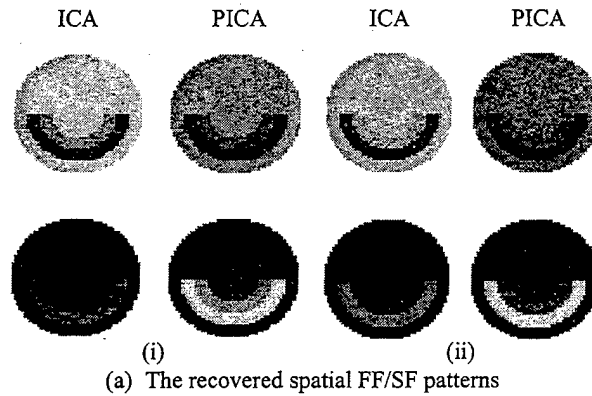 ICA PICA ICA PICA
(i) (ii)
(a) The recovered spatial FF/SF patterns